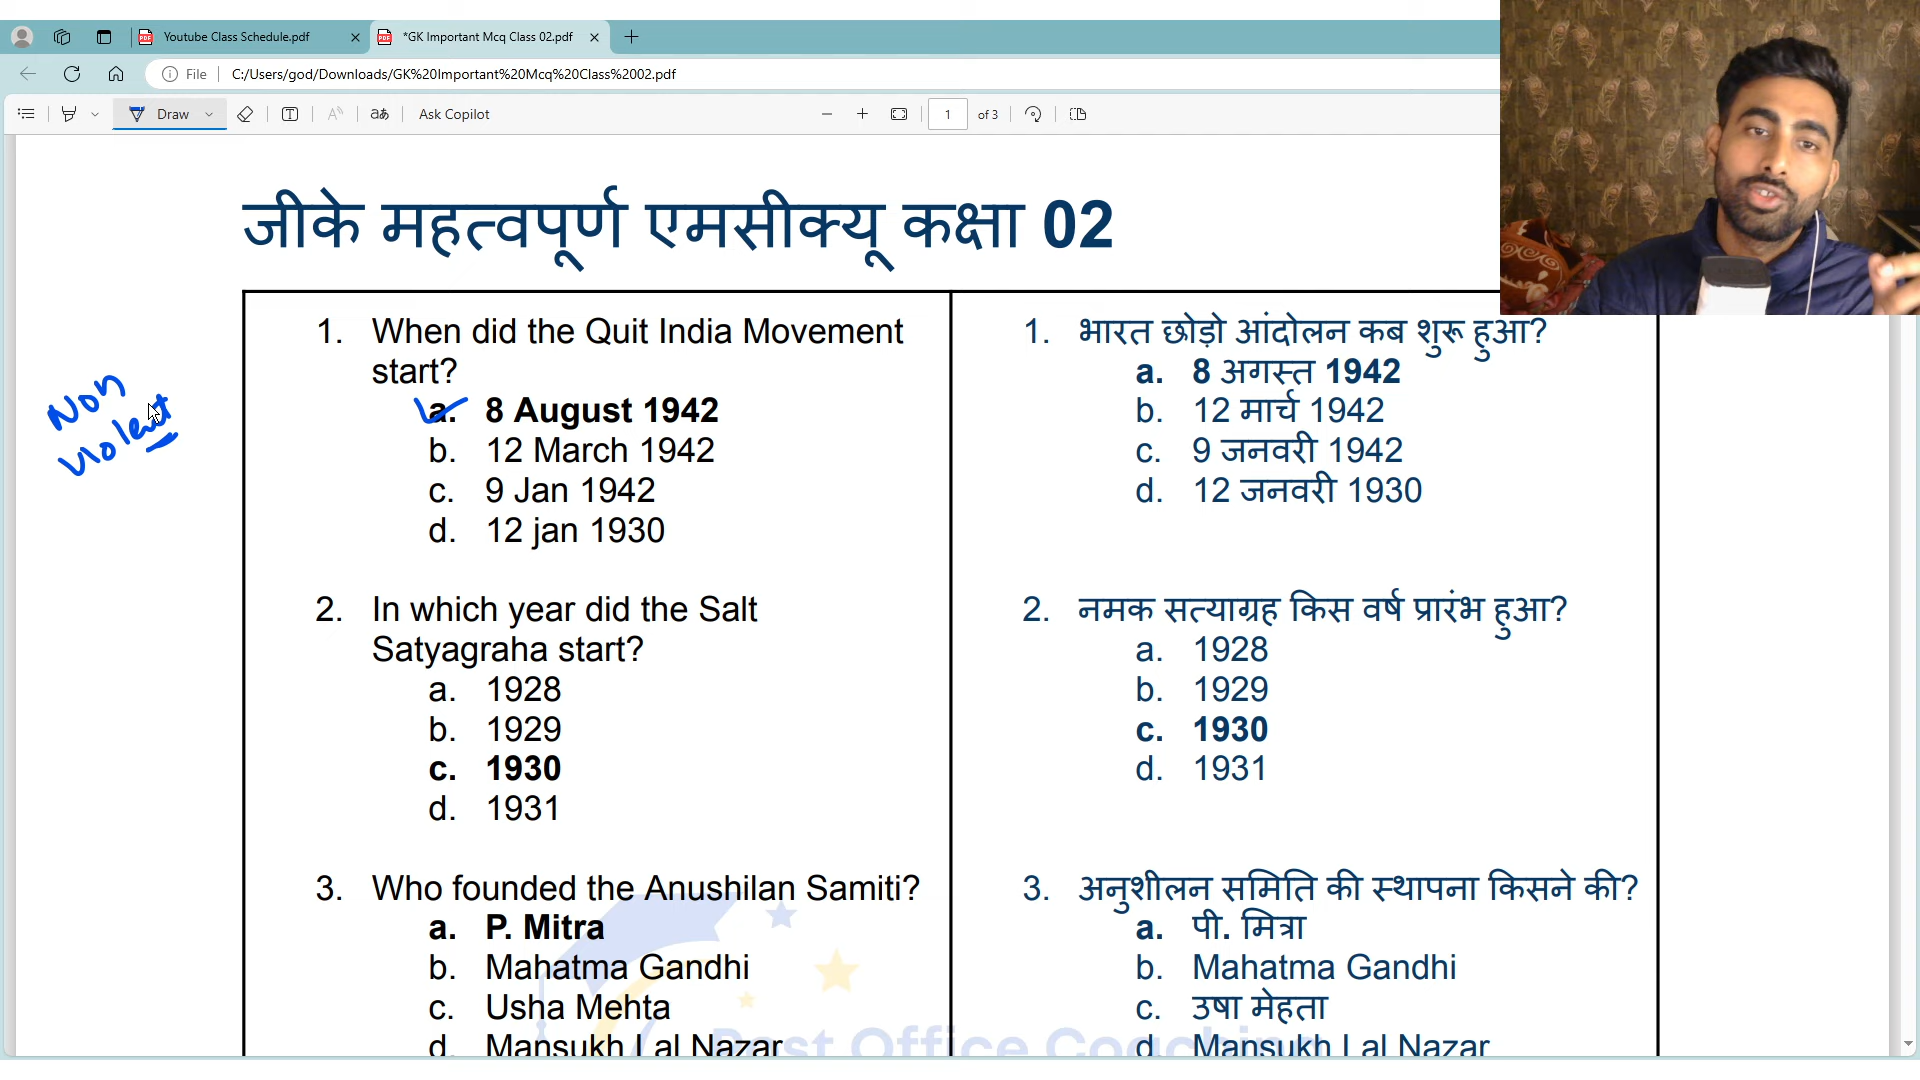 Youtube Class Schedule.pdf
*GK Important Mcq Class 02.pdf
File
C:/Users/god/Downloads/GK%20Important%20Mcq%20Class%2002.pdf
Draw
Ask Copilot
1 of 3
जीके महत्वपूर्ण एमसीक्यू कक्षा 02
Non
violent
1. When did the Quit India Movement
start?
a. 8 August 1942
b. 12 March 1942
c. 9 Jan 1942
d. 12 jan 1930
2. In which year did the Salt
Satyagraha start?
a. 1928
b. 1929
c. 1930
d. 1931
3. Who founded the Anushilan Samiti?
a. P. Mitra
b. Mahatma Gandhi
c. Usha Mehta
d. Mansukh Lal Nazar
1. भारत छोड़ो आंदोलन कब शुरू हुआ?
a. 8 अगस्त 1942
b. 12 मार्च 1942
c. 9 जनवरी 1942
d. 12 जनवरी 1930
2. नमक सत्याग्रह किस वर्ष प्रारंभ हुआ?
a. 1928
b. 1929
c. 1930
d. 1931
3. अनुशीलन समिति की स्थापना किसने की?
a. पी. मित्रा
b. Mahatma Gandhi
c. उषा मेहता
d. Mansukh Lal Nazar
Post Office Coaching